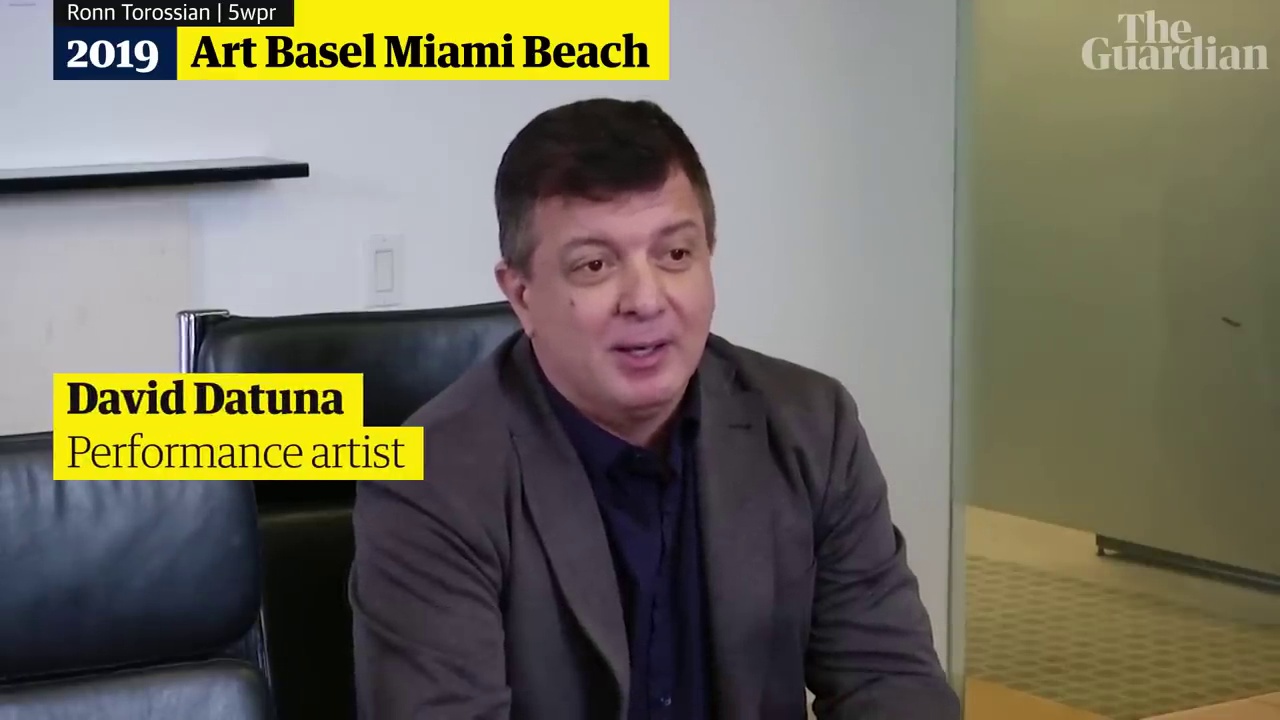 Ronn Torossian | 5wpr
2019 Art Basel Miami Beach
The
Guardian
David Datuna
Performance artist